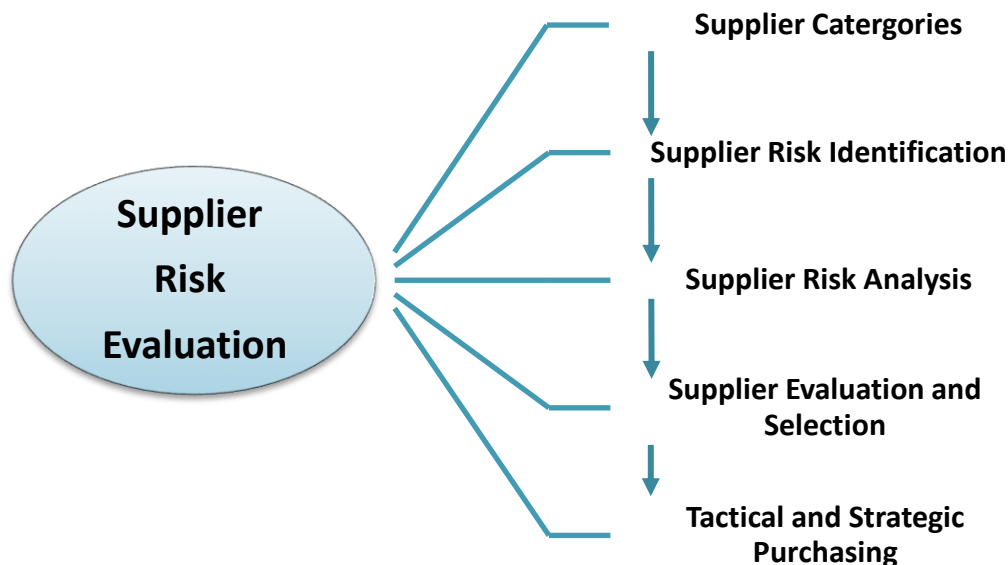 Supplier
Risk
Evaluation
Supplier Catergories
Supplier Risk Identification
Supplier Risk Analysis
Supplier Evaluation and
Selection
Tactical and Strategic
Purchasing